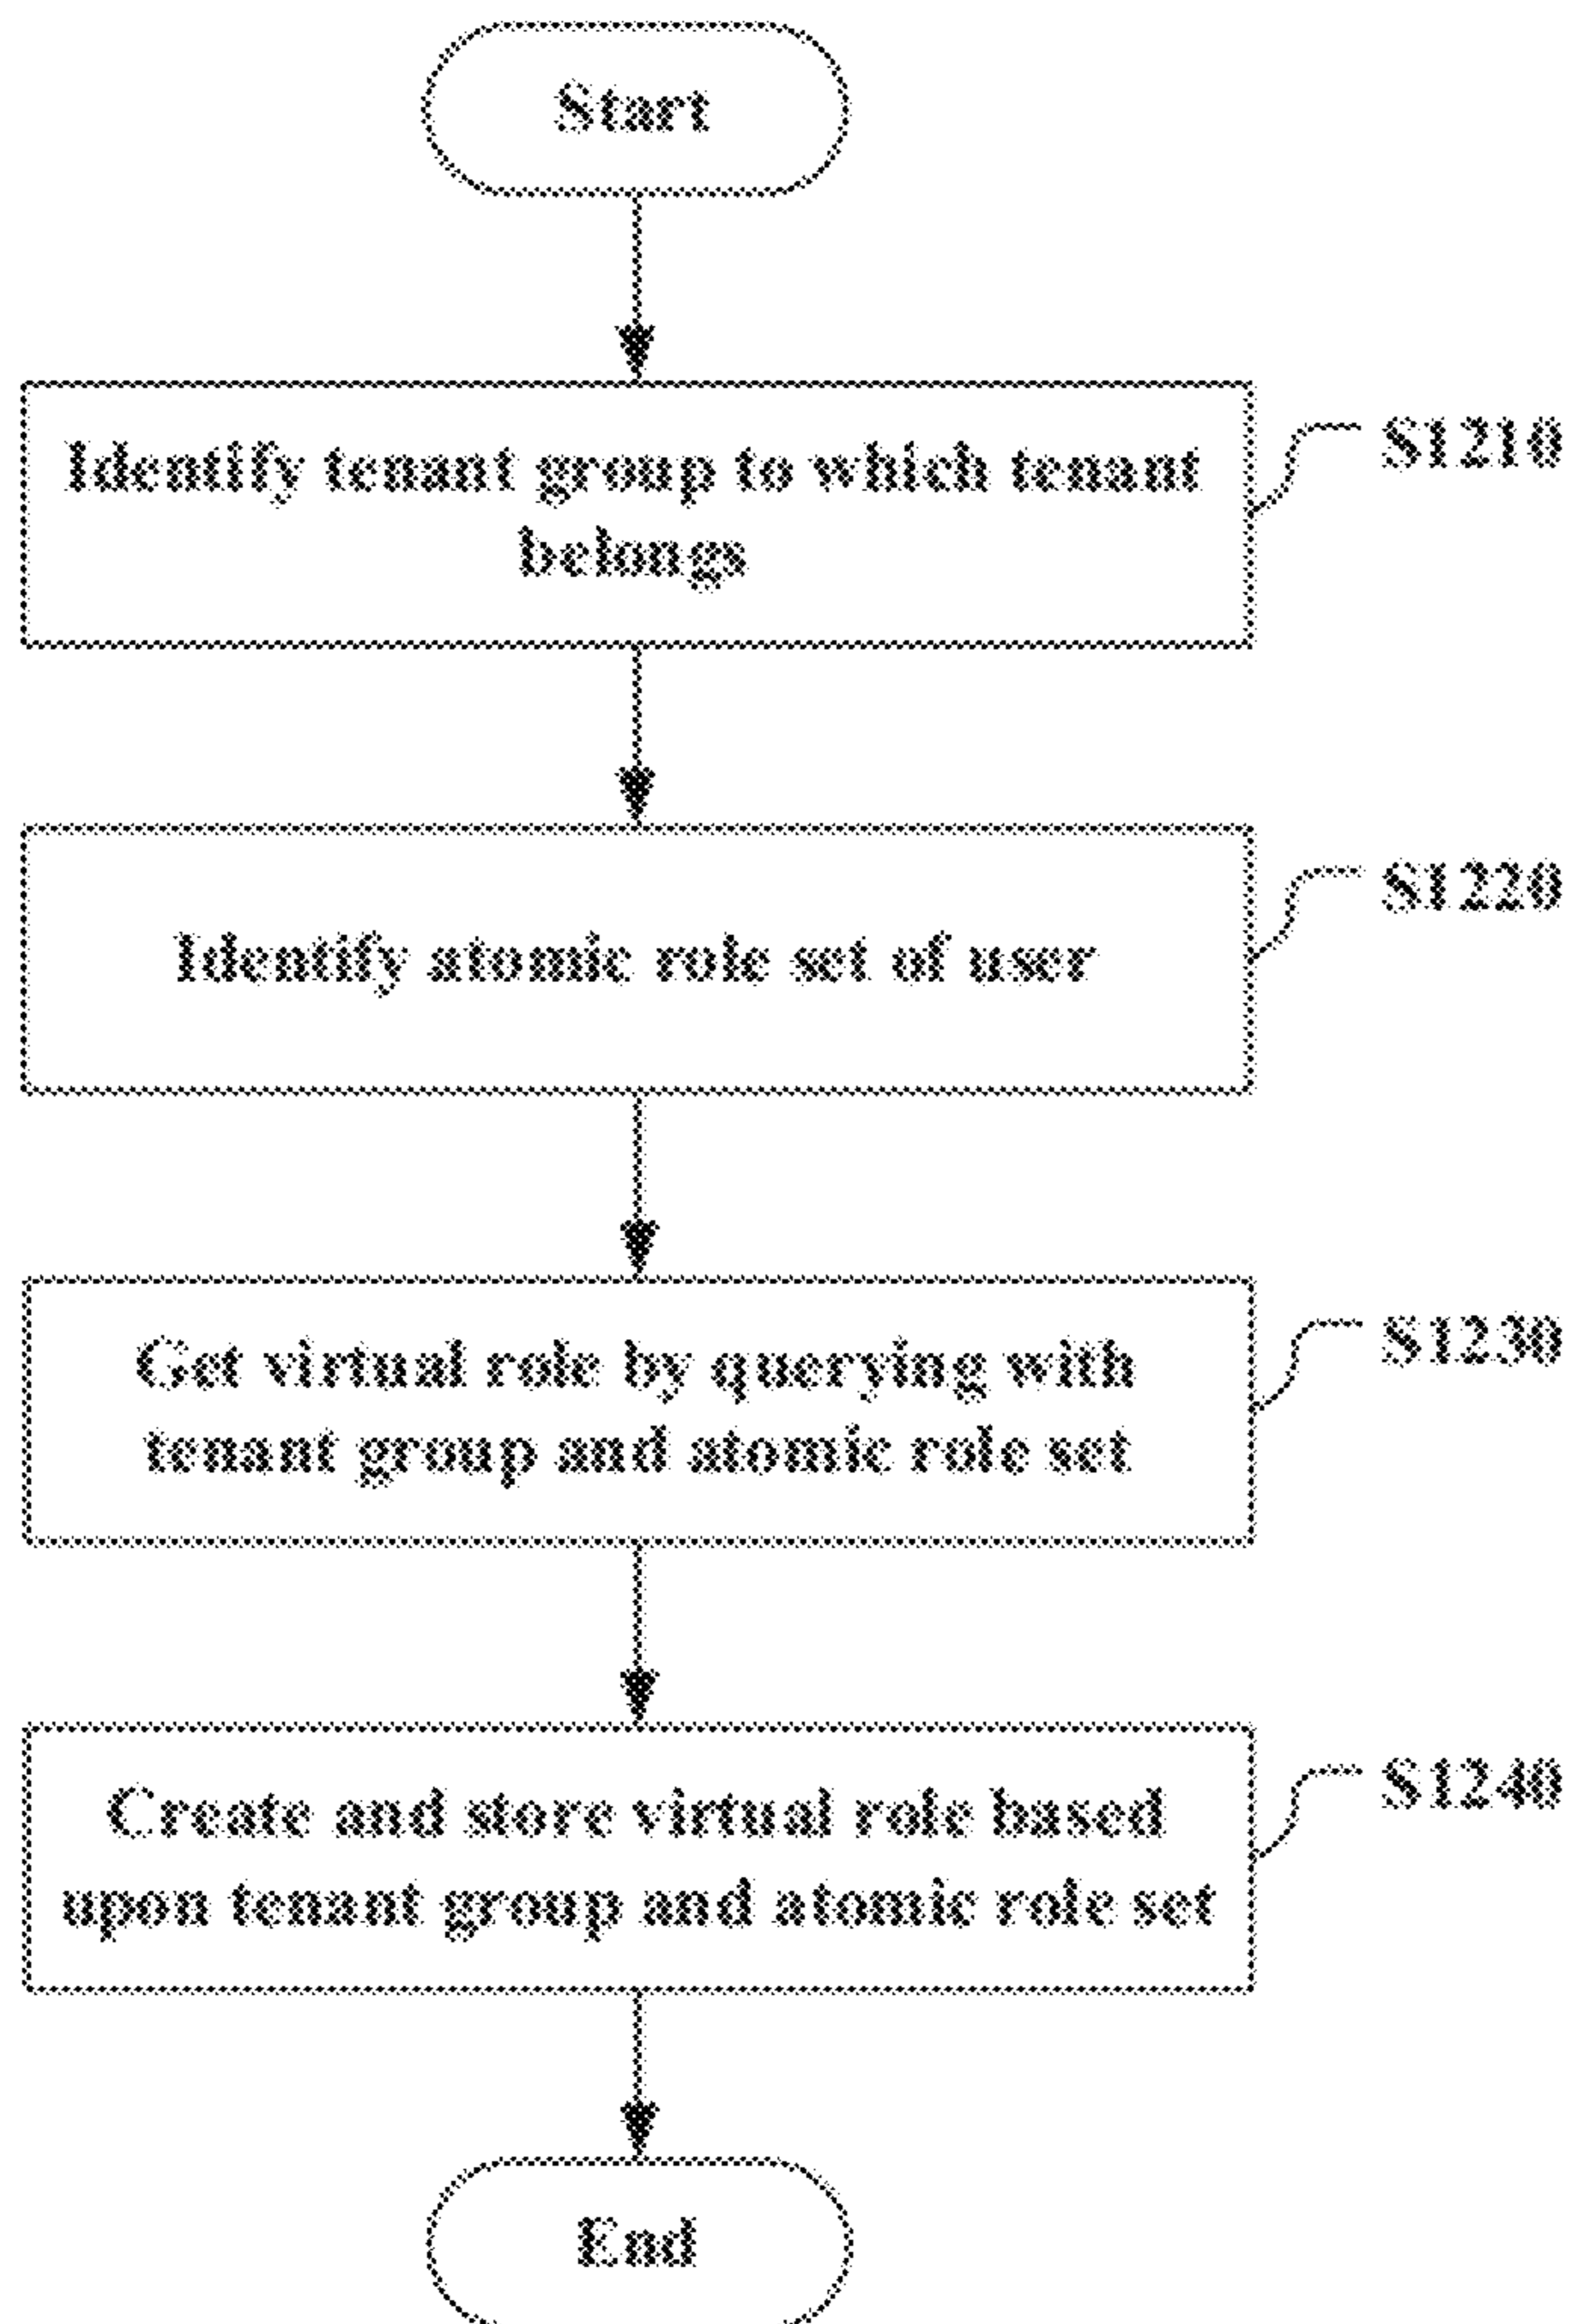 Start
Identify tenant group to which tenant
belongs
S1210
Identify atomic role set of user
S1220
Get virtual role by querying with
tenant group and atomic role set
S1230
Create and store virtual role based
upon tenant group and atomic role set
S1240
End